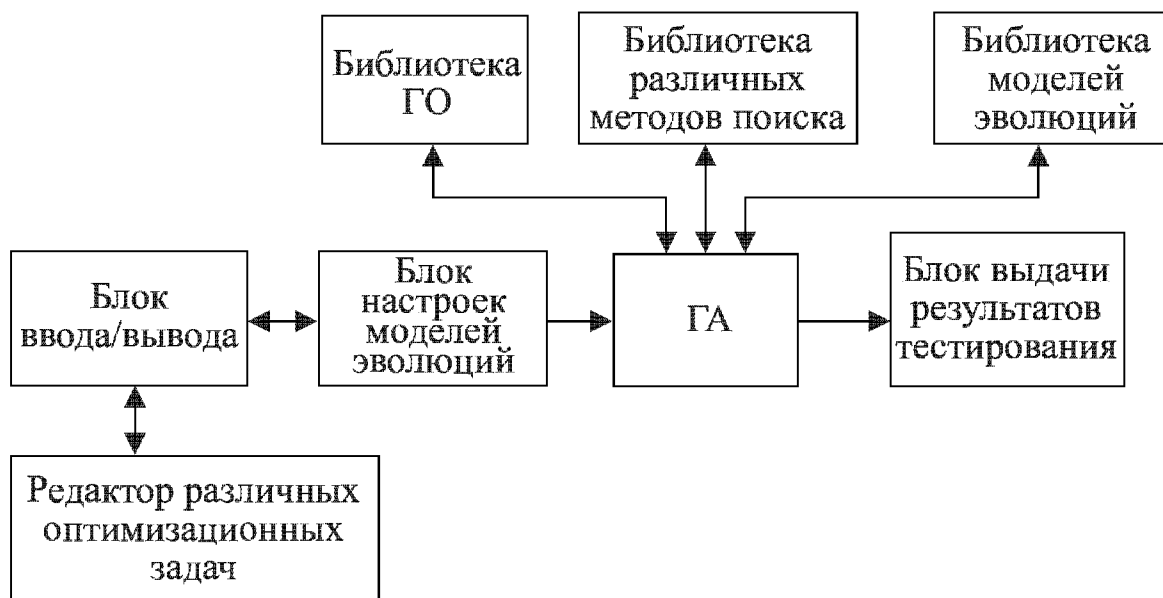 Библиотека
ГО
Библиотека
различных
методов поиска
Библиотека
моделей
эволюций
Блок
ввода/вывода
Блок
настроек
моделей
эволюций
ГА
Блок выдачи
результатов
тестирования
Редактор различных
оптимизационных
задач